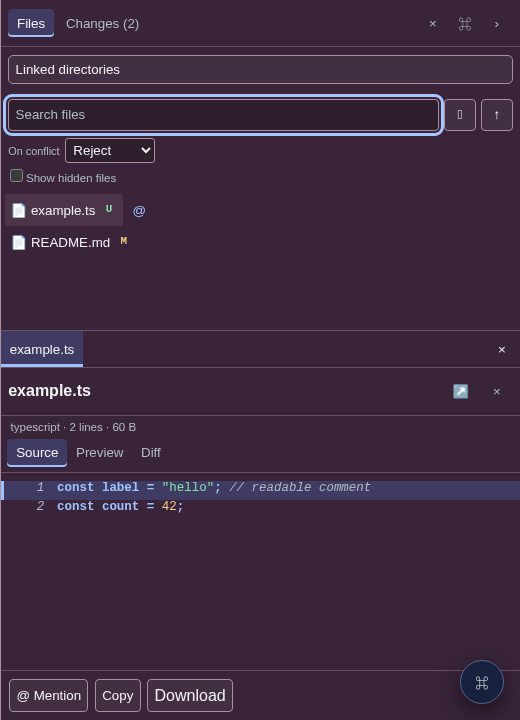 Files Changes (2) × ⌘ ›
Linked directories
Search files ↑
On conflict Reject
Show hidden files
example.ts U @
README.md M
example.ts ×
example.ts ↗ ×
typescript · 2 lines · 60 B
Source Preview Diff
1 const label = "hello"; // readable comment
2 const count = 42;
⌘
@ Mention Copy Download